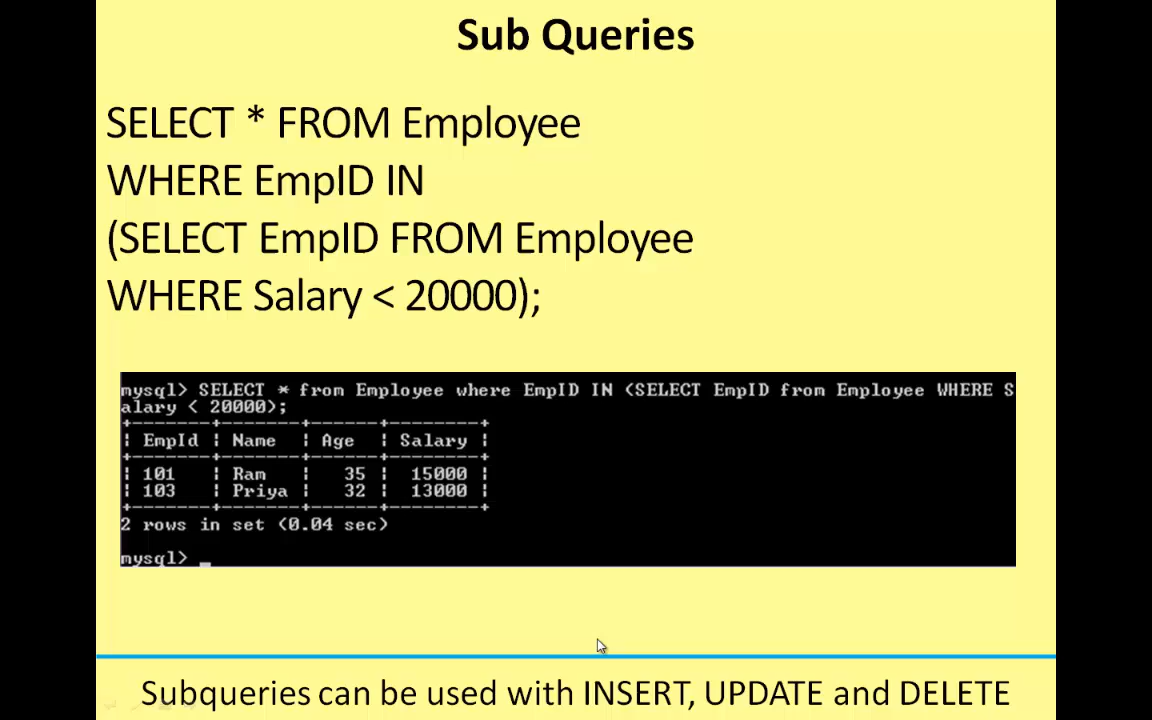 Sub Queries
SELECT * FROM Employee
WHERE EmpID IN
(SELECT EmpID FROM Employee
WHERE Salary < 20000);
mysql> SELECT * from Employee where EmpID IN (SELECT EmpID from Employee WHERE S
alary < 20000);
+-------+-------+------+--------+
| EmpId | Name | Age | Salary |
+-------+-------+------+--------+
| 101 | Ram | 35 | 15000 |
| 103 | Priya | 32 | 13000 |
+-------+-------+------+--------+
2 rows in set (0.04 sec)
mysql> _
Subqueries can be used with INSERT, UPDATE and DELETE